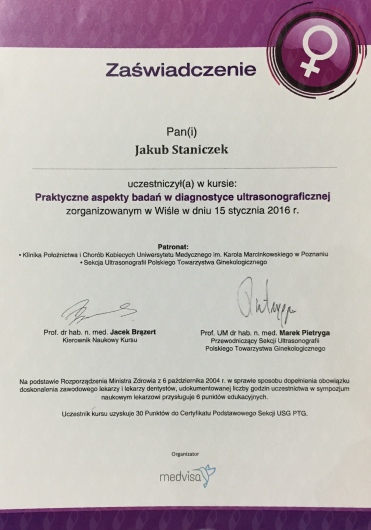 Zaświadczenie
Pan(i)
Jakub Staniczek
uczestniczył(a) w kursie:
Praktyczne aspekty badań w diagnostyce ultrasonograficznej
zorganizowanym w Wiśle w dniu 15 stycznia 2016 r.
Patronat:
• Klinika Położnictwa i Chorób Kobiecych Uniwersytetu Medycznego im. Karola Marcinkowskiego w Poznaniu
• Sekcja Ultrasonografii Polskiego Towarzystwa Ginekologicznego
Prof. dr hab. n. med. Jacek Brązert
Kierownik Naukowy Kursu
Prof. UM dr hab. n. med. Marek Pietryga
Przewodniczący Sekcji Ultrasonografii
Polskiego Towarzystwa Ginekologicznego
Na podstawie Rozporządzenia Ministra Zdrowia z 6 października 2004 r. w sprawie sposobu dopełnienia obowiązku
doskonalenia zawodowego lekarzy i lekarzy dentystów, udokumentowanej liczby godzin uczestnictwa w sympozjum
naukowym lekarzowi przysługuje 6 punktów edukacyjnych.
Uczestnik kursu uzyskuje 30 Punktów do Certyfikatu Podstawowego Sekcji USG PTG.
Organizator
medvisa